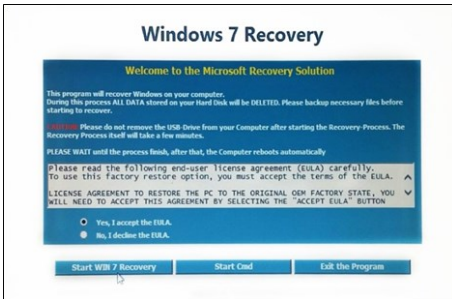 Windows 7 Recovery
Welcome to the Microsoft Recovery Solution
This program will recover Windows on your computer.
During this process ALL DATA stored on your Hard Disk will be DELETED. Please backup necessary files before
starting to recover.
Please do not remove the USB-Drive from your Computer after starting the Recovery-Process. The
Recovery Process itself will take a few minutes.
PLEASE WAIT until the process finish, after that, the Computer reboots automatically
Please read the following end-user license agreement (EULA) carefully.
To use this factory restore option, you must accept the terms of the EULA.
LICENSE AGREEMENT TO RESTORE THE PC TO THE ORIGINAL OEM FACTORY STATE, YOU
WILL NEED TO ACCEPT THIS AGREEMENT BY SELECTING THE "ACCEPT EULA" BUTTON
Yes, I accept the EULA.
No, I decline the EULA.
Start WIN 7 Recovery
Start Cmd
Exit the Program